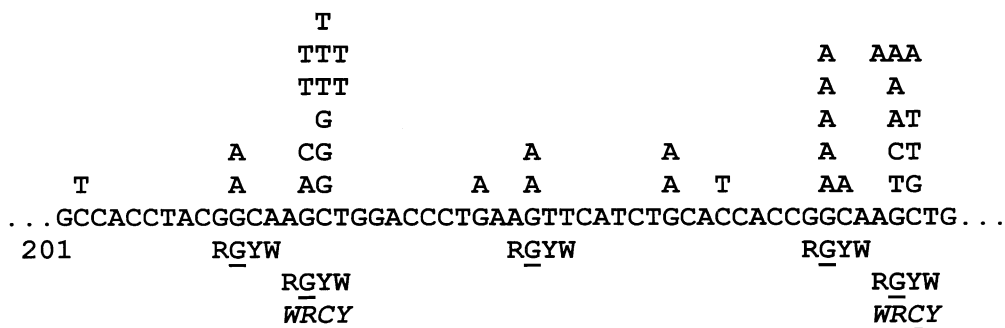 T
TTT A AAA
TTT A A
G A AT
A CG A A A CT
T A AG A A A T AA TG
...GCCACCTACGGCAAGCTGGACCCTGAAGTTCATCTGCACCACCGGCAAGCTG...
201 RGYW RGYW RGYW
RGYW RGYW
WRCY WRCY